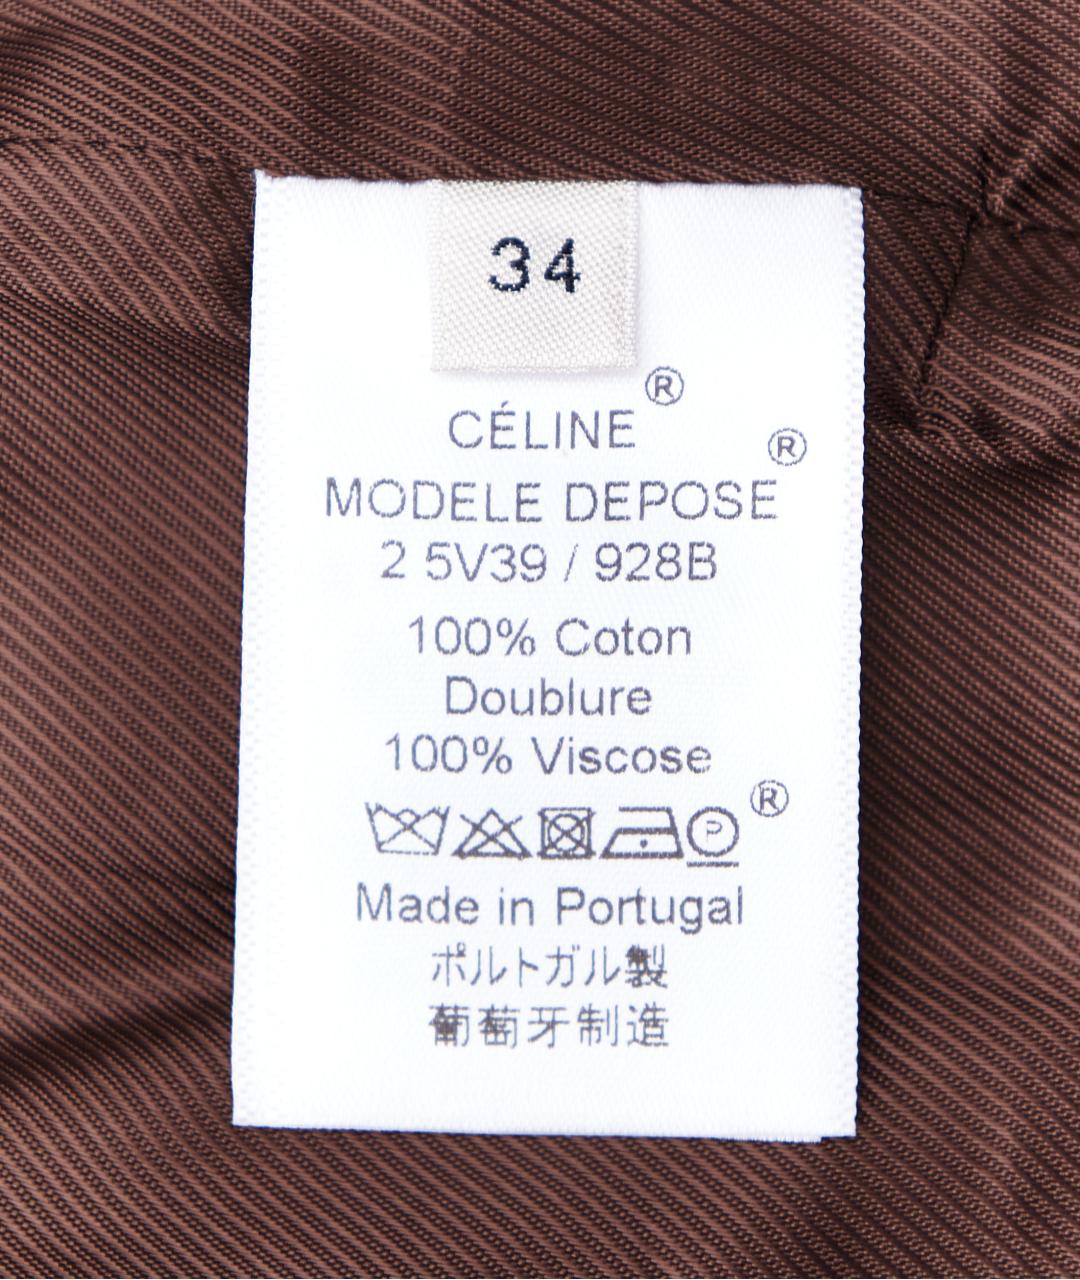 34
CÉLINE®
MODELE DEPOSE®
2 5V39 / 928B
100% Coton
Doublure
100% Viscose
P ®
Made in Portugal
ポルトガル製
葡萄牙制造